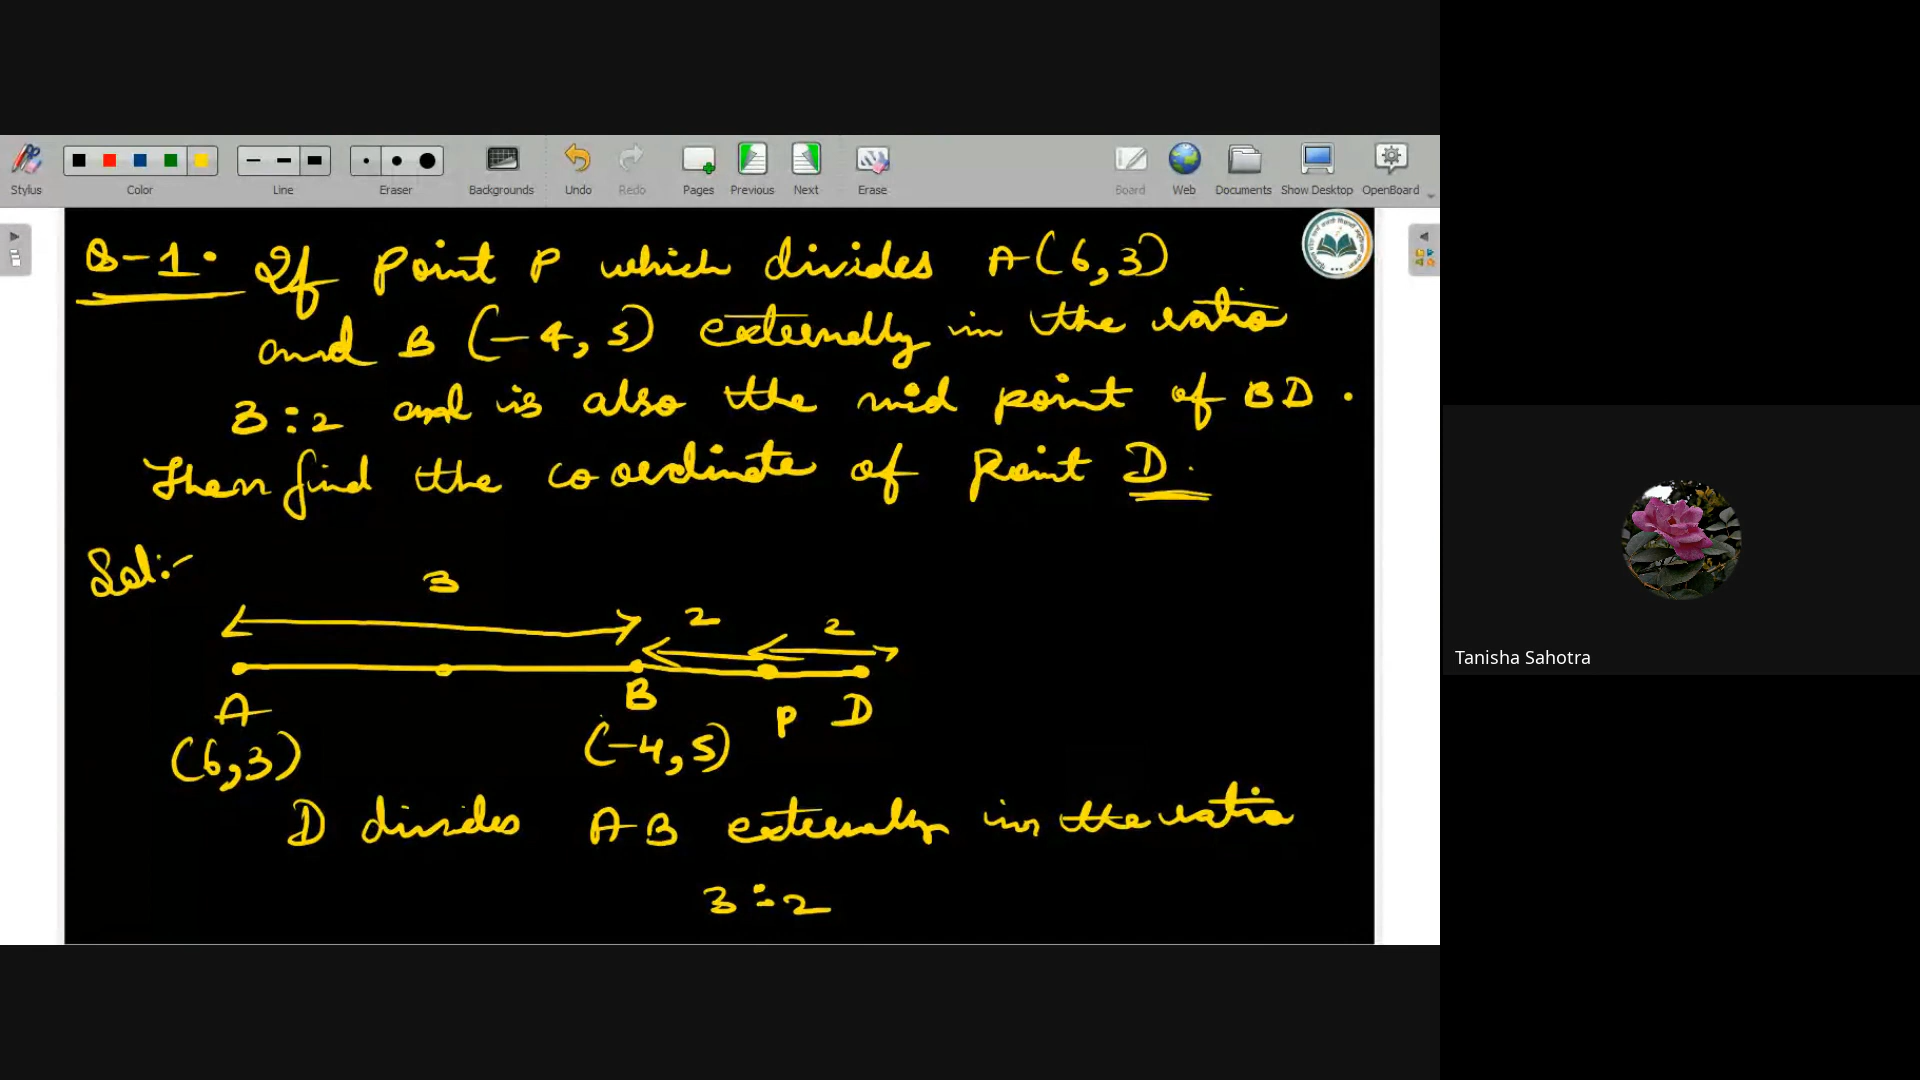 Stylus
Color
Line
Eraser
Backgrounds
Undo
Redo
Pages
Previous
Next
Erase
Board
Web
Documents
Show Desktop
OpenBoard
Q-1. If point P which divides A(6,3)
and B (-4, 5) externally in the ratio
3:2 and is also the mid point of BD.
Then find the coordinate of point D.
Sol:-
3
2
2
A
B
P
D
(6,3)
(-4,5)
D divides AB externally in the ratio
3:2
Tanisha Sahotra